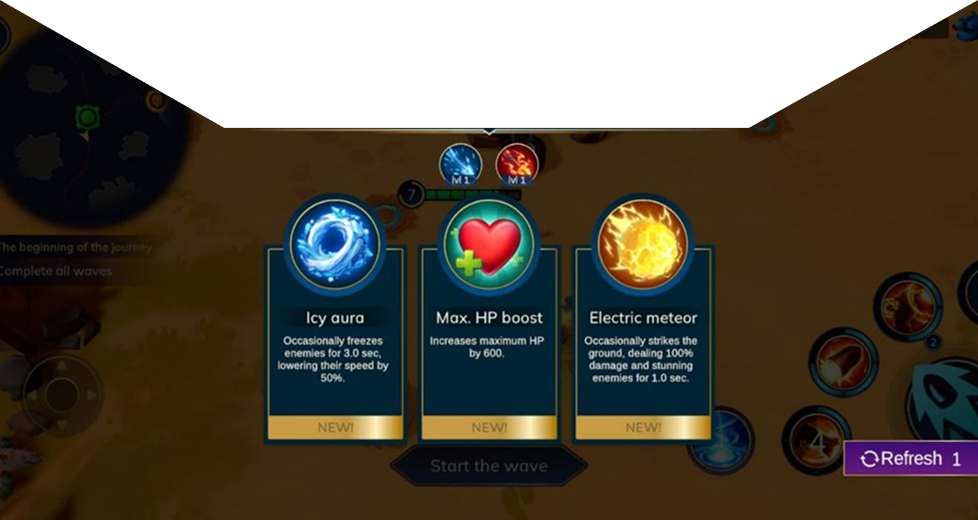 M1
M1
7
The beginning of the journey
Complete all waves
Icy aura
Occasionally freezes
enemies for 3.0 sec,
lowering their speed by
50%.
NEW!
Max. HP boost
Increases maximum HP
by 600.
NEW!
Electric meteor
Occasionally strikes the
ground, dealing 100%
damage and stunning
enemies for 1.0 sec.
NEW!
2
4
Start the wave
Refresh 1